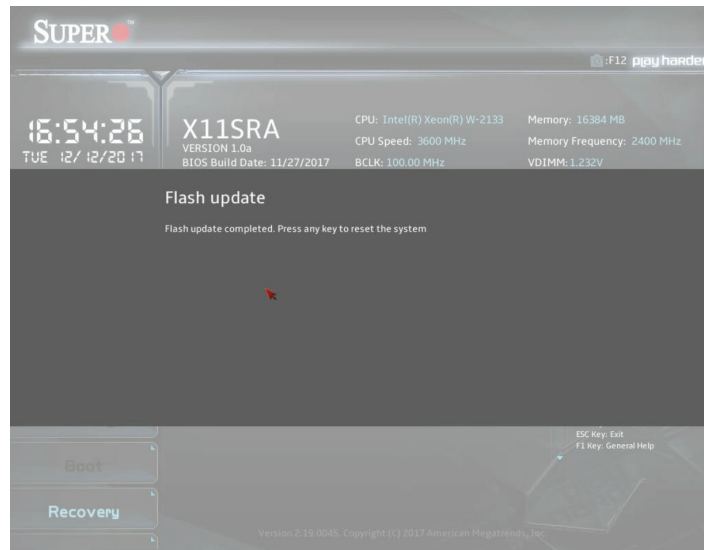 SUPER
:F12 play harder
16:54:26
TUE 12/12/2017
X11SRA
VERSION 1.0a
BIOS Build Date: 11/27/2017
CPU: Intel(R) Xeon(R) W-2133
CPU Speed: 3600 MHz
BCLK: 100.00 MHz
Memory: 16384 MB
Memory Frequency: 2400 MHz
VDIMM: 1.232V
Flash update
Flash update completed. Press any key to reset the system
ESC Key: Exit
F1 Key: General Help
Boot
Recovery
Version 2.19.0045. Copyright (C) 2017 American Megatrends, Inc.